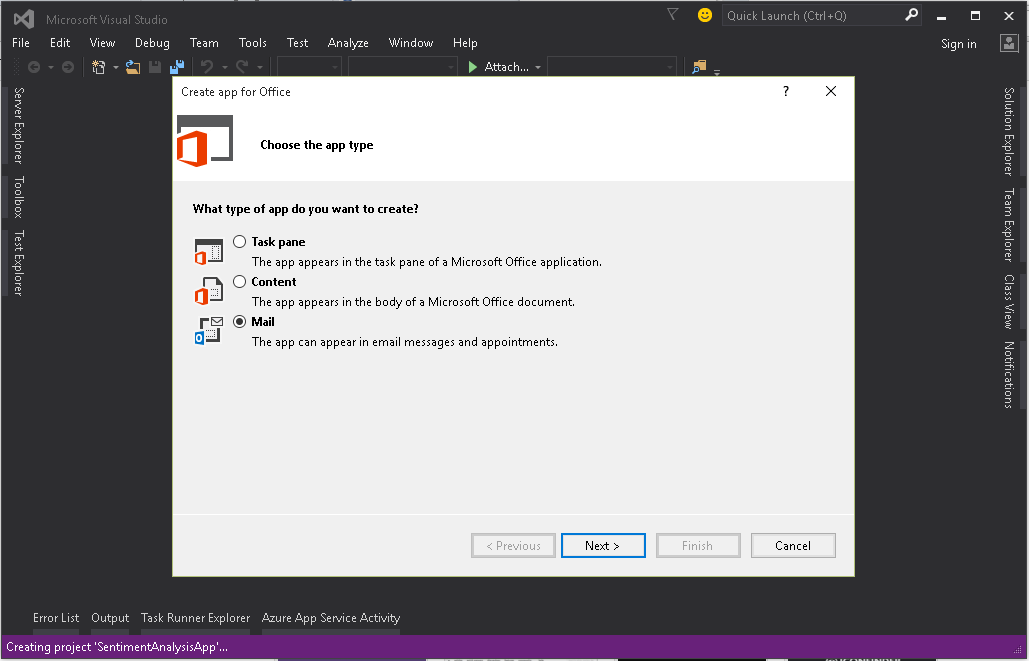 Microsoft Visual Studio
Quick Launch (Ctrl+Q)
File Edit View Debug Team Tools Test Analyze Window Help
Sign in
Attach...
Server Explorer
Toolbox
Test Explorer
Create app for Office
?
Choose the app type
What type of app do you want to create?
Task pane
The app appears in the task pane of a Microsoft Office application.
Content
The app appears in the body of a Microsoft Office document.
Mail
The app can appear in email messages and appointments.
< Previous Next > Finish Cancel
Solution Explorer
Team Explorer
Class View
Notifications
Error List Output Task Runner Explorer Azure App Service Activity
Creating project 'SentimentAnalysisApp'...